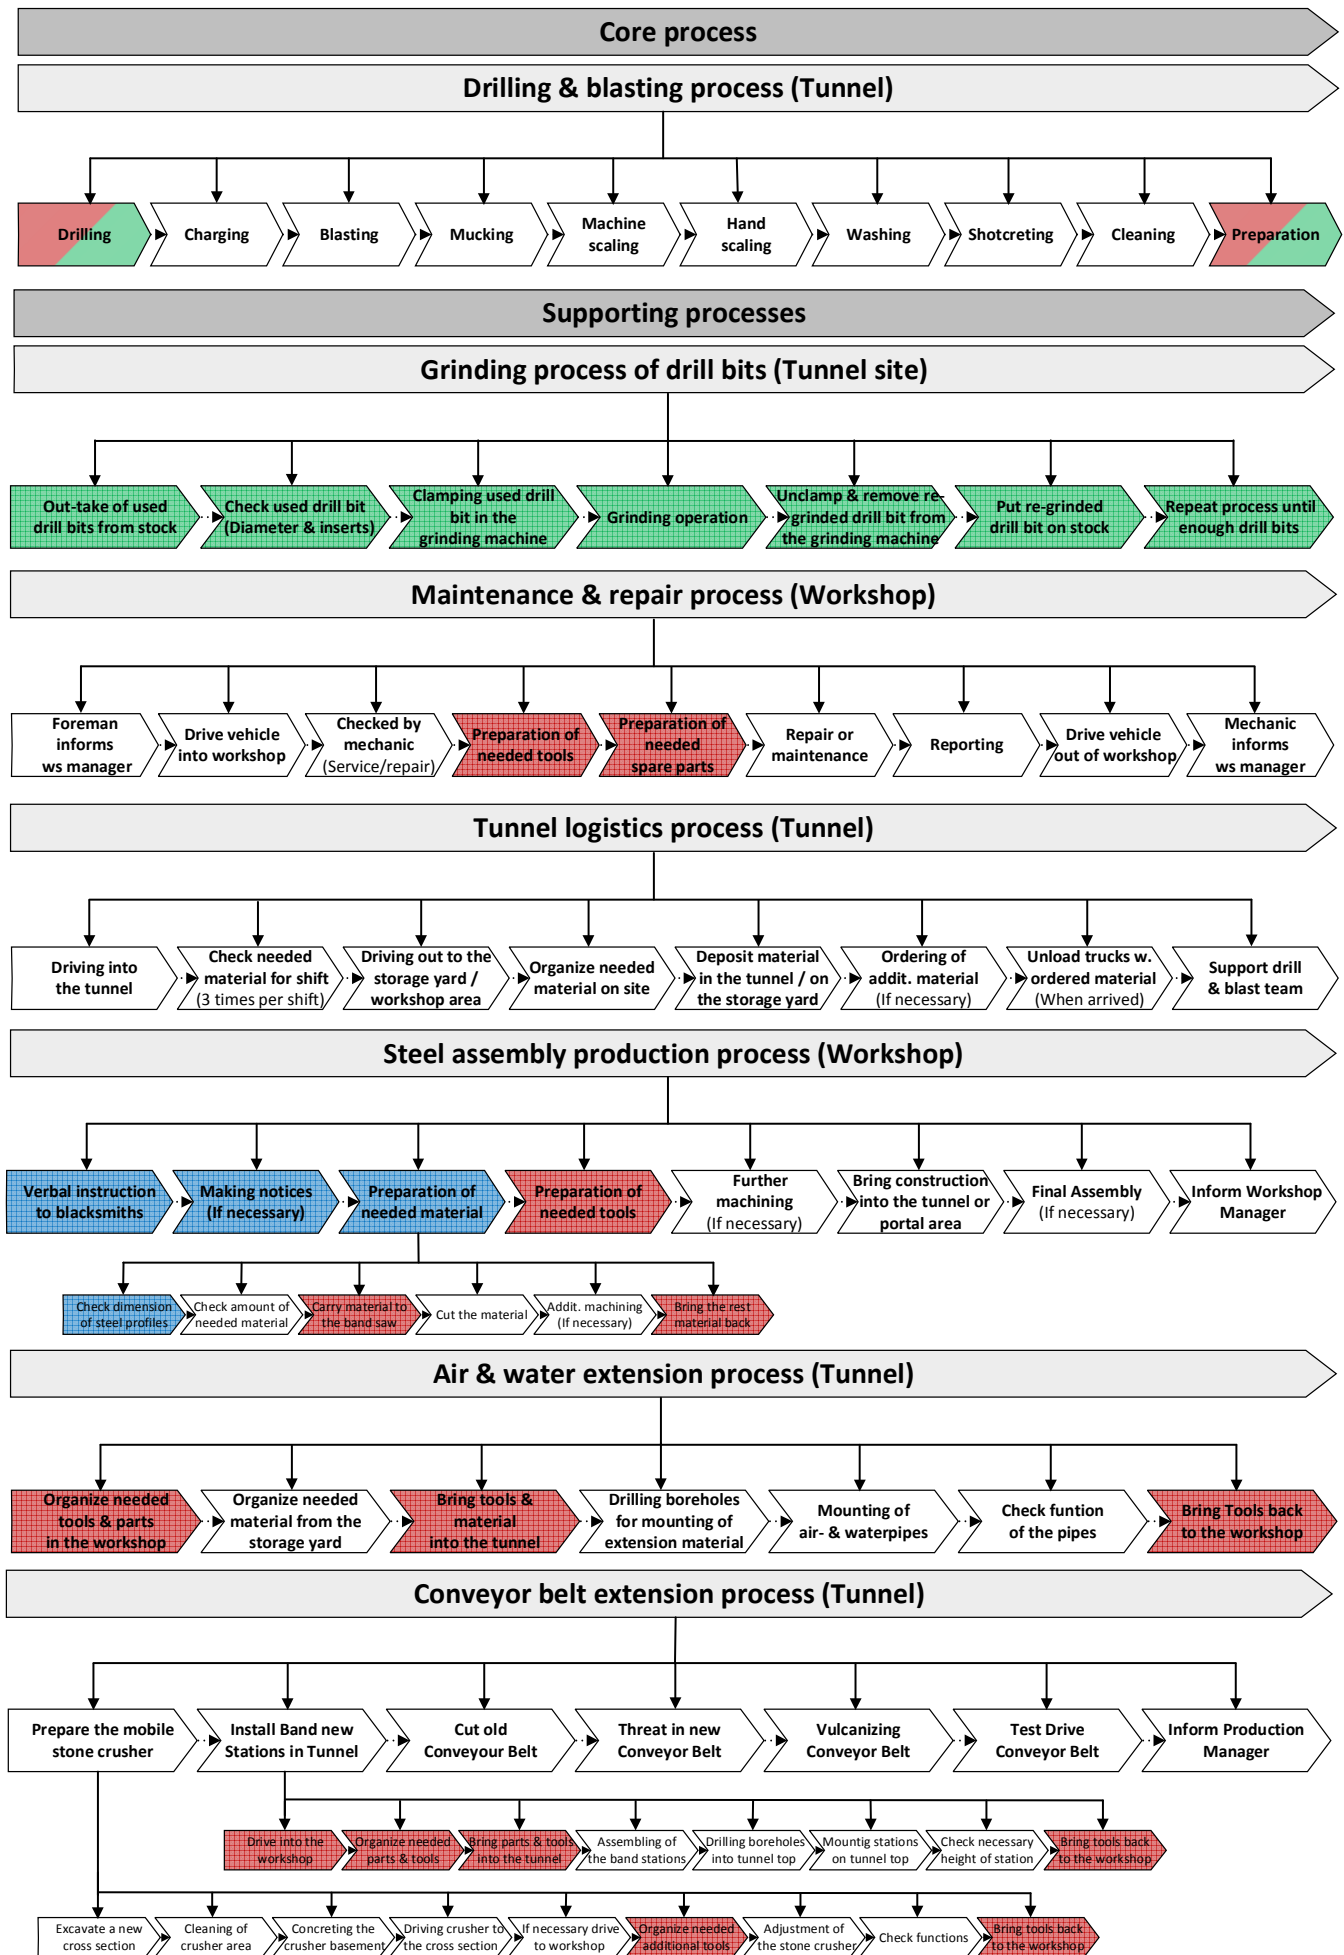 Core process
Drilling & blasting process (Tunnel)
Drilling
Charging
Blasting
Mucking
Machine
scaling
Hand
scaling
Washing
Shotcreting
Cleaning
Preparation
Supporting processes
Grinding process of drill bits (Tunnel site)
Out-take of used
drill bits from stock
Check used drill bit
(Diameter & inserts)
Clamping used drill
bit in the
grinding machine
Grinding operation
Unclamp & remove re-
grinded drill bit from
the grinding machine
Put re-grinded
drill bit on stock
Repeat process until
enough drill bits
Maintenance & repair process (Workshop)
Foreman
informs
ws manager
Drive vehicle
into workshop
Checked by
mechanic
(Service/repair)
Preparation of
needed tools
Preparation of
needed
spare parts
Repair or
maintenance
Reporting
Drive vehicle
out of workshop
Mechanic
informs
ws manager
Tunnel logistics process (Tunnel)
Driving into
the tunnel
Check needed
material for shift
(3 times per shift)
Driving out to the
storage yard /
workshop area
Organize needed
material on site
Deposit material
in the tunnel / on
the storage yard
Ordering of
addit. material
(If necessary)
Unload trucks w.
ordered material
(When arrived)
Support drill
& blast team
Steel assembly production process (Workshop)
Verbal instruction
to blacksmiths
Making notices
(If necessary)
Preparation of
needed material
Preparation of
needed tools
Further
machining
(If necessary)
Bring construction
into the tunnel or
portal area
Final Assembly
(If necessary)
Inform Workshop
Manager
Check dimension
of steel profiles
Check amount of
needed material
Carry material to
the band saw
Cut the material
Addit. machining
(If necessary)
Bring the rest
material back
Air & water extension process (Tunnel)
Organize needed
tools & parts
in the workshop
Organize needed
material from the
storage yard
Bring tools &
material
into the tunnel
Drilling boreholes
for mounting of
extension material
Mounting of
air- & waterpipes
Check funtion
of the pipes
Bring Tools back
to the workshop
Conveyor belt extension process (Tunnel)
Prepare the mobile
stone crusher
Install Band new
Stations in Tunnel
Cut old
Conveyour Belt
Threat in new
Conveyor Belt
Vulcanizing
Conveyor Belt
Test Drive
Conveyor Belt
Inform Production
Manager
Drive into the
workshop
Organize needed
parts & tools
Bring parts & tools
into the tunnel
Assembling of
the band stations
Drilling boreholes
into tunnel top
Mountig stations
on tunnel top
Check necessary
height of station
Bring tools back
to the workshop
Excavate a new
cross section
Cleaning of
crusher area
Concreting the
crusher basement
Driving crusher to
the cross section
If necessary drive
to workshop
Organize needed
additional tools
Adjustment of
the stone crusher
Check functions
Bring tools back
to the workshop